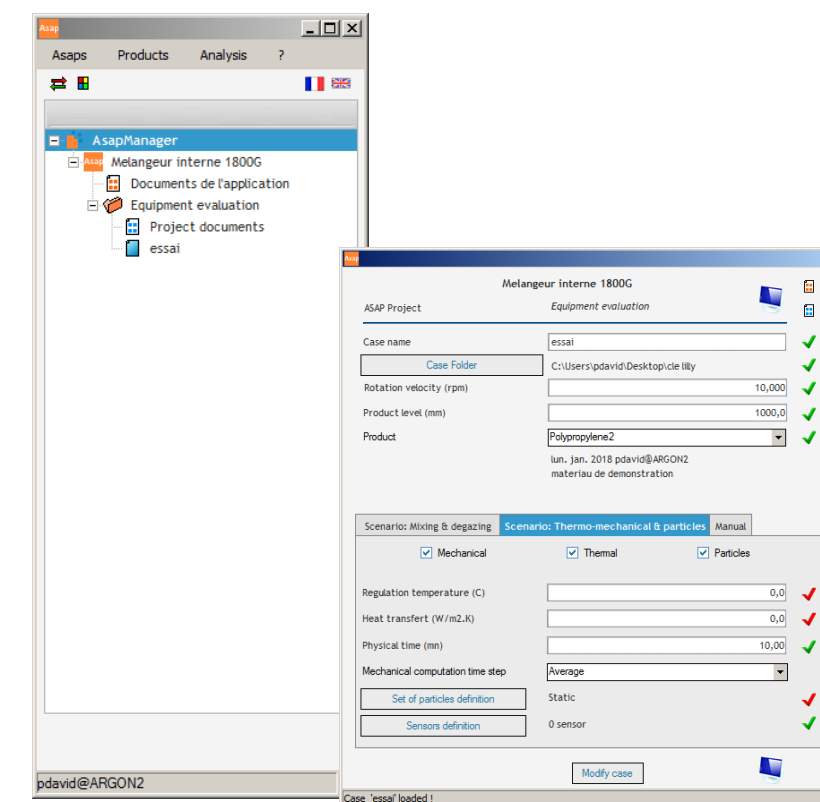 Asap
Asaps Products Analysis ?
AsapManager
Asap Melangeur interne 1800G
Documents de l'application
Equipment evaluation
Project documents
essai
pdavid@ARGON2
Asap
Melangeur interne 1800G
ASAP Project Equipment evaluation
Case name essai
Case Folder C:\Users\pdavid\Desktop\cle lilly
Rotation velocity (rpm) 10,000
Product level (mm) 1000,0
Product Polypropylene2
lun. jan. 2018 pdavid@ARGON2
materiau de demonstration
Scenario: Mixing & degazing Scenario: Thermo-mechanical & particles Manual
Mechanical Thermal Particles
Regulation temperature (C) 0,0
Heat transfert (W/m2.K) 0,0
Physical time (mn) 10,00
Mechanical computation time step Average
Set of particles definition Static
Sensors definition 0 sensor
Modify case
Case 'essai' loaded !